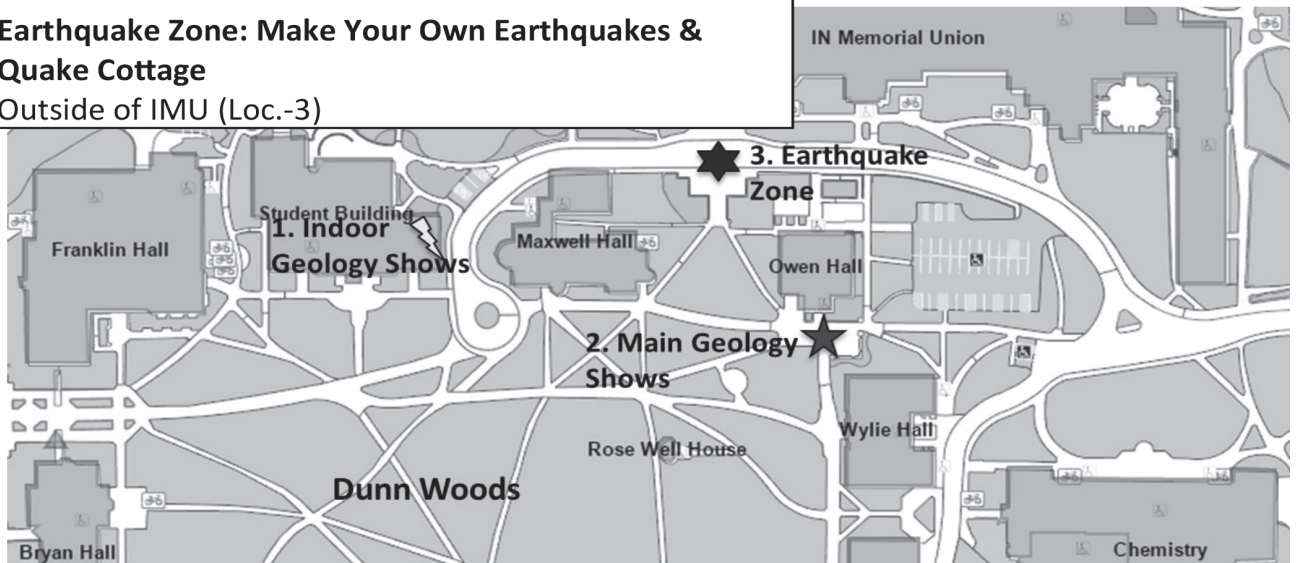 Earthquake Zone: Make Your Own Earthquakes &
Quake Cottage
Outside of IMU (Loc.-3)
IN Memorial Union
3. Earthquake
Zone
Student Building
1. Indoor
Geology Shows
Franklin Hall
Maxwell Hall
Owen Hall
2. Main Geology
Shows
Wylie Hall
Rose Well House
Dunn Woods
Bryan Hall
Chemistry